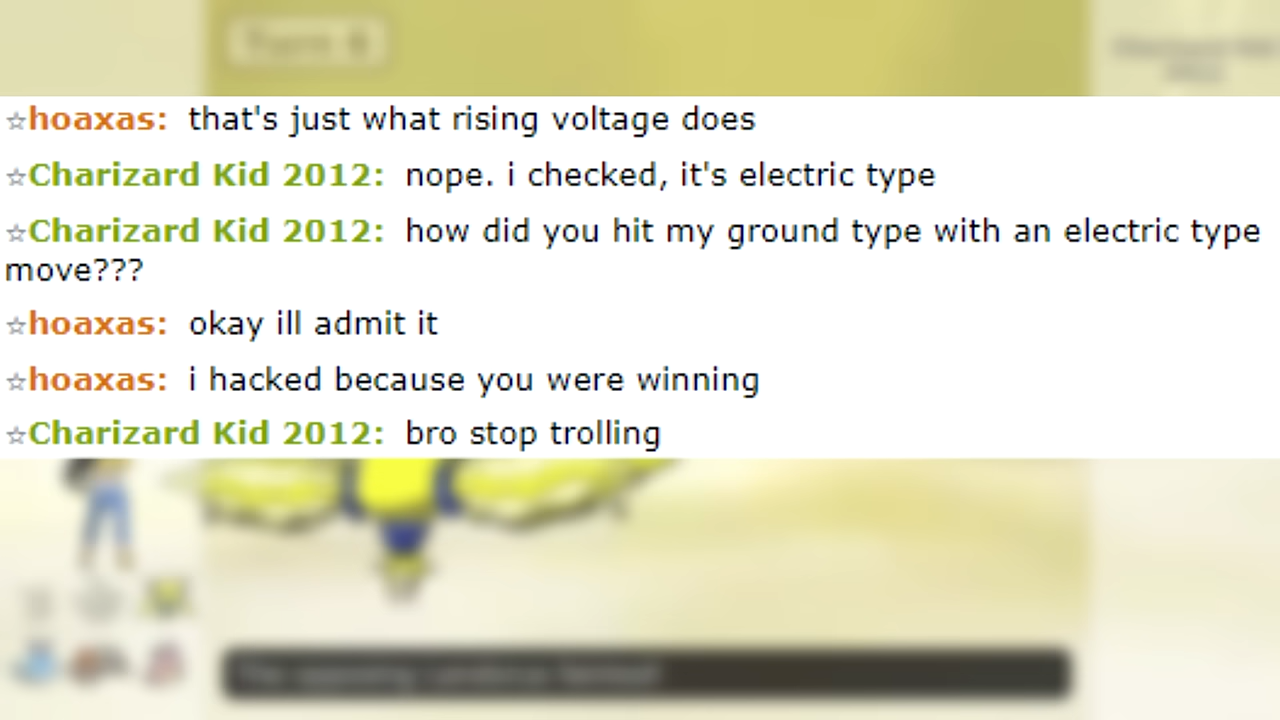 ☆hoaxas: that's just what rising voltage does
☆Charizard Kid 2012: nope. i checked, it's electric type
☆Charizard Kid 2012: how did you hit my ground type with an electric type
move???
☆hoaxas: okay ill admit it
☆hoaxas: i hacked because you were winning
☆Charizard Kid 2012: bro stop trolling